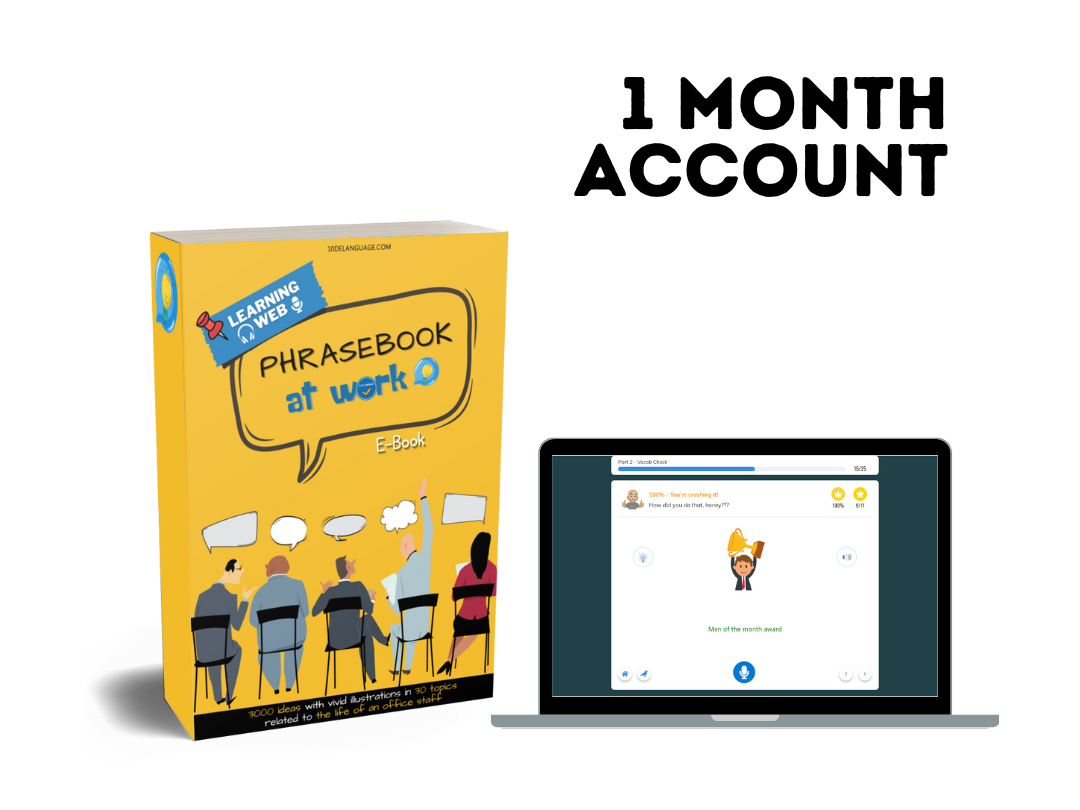 1 MONTH
ACCOUNT
10DELANGUAGE.COM
LEARNING
WEB
PHRASEBOOK
at work
E-Book
3000 ideas with vivid illustrations in 30 topics
related to the life of an office staff
Part 2 - Vocab Check
15/25
100% - You're crushing it!
How did you do that, honey???
100%
9/11
Man of the month award